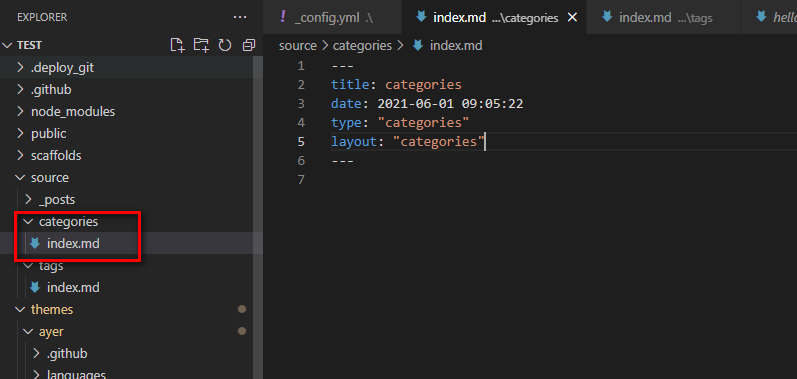 EXPLORER
TEST
.deploy_git
.github
node_modules
public
scaffolds
source
_posts
categories
index.md
tags
index.md
themes
ayer
.github
languages
! _config.yml .\
index.md ...\categories
index.md ...\tags
hello
source > categories > index.md
1 ---
2 title: categories
3 date: 2021-06-01 09:05:22
4 type: "categories"
5 layout: "categories"
6 ---
7